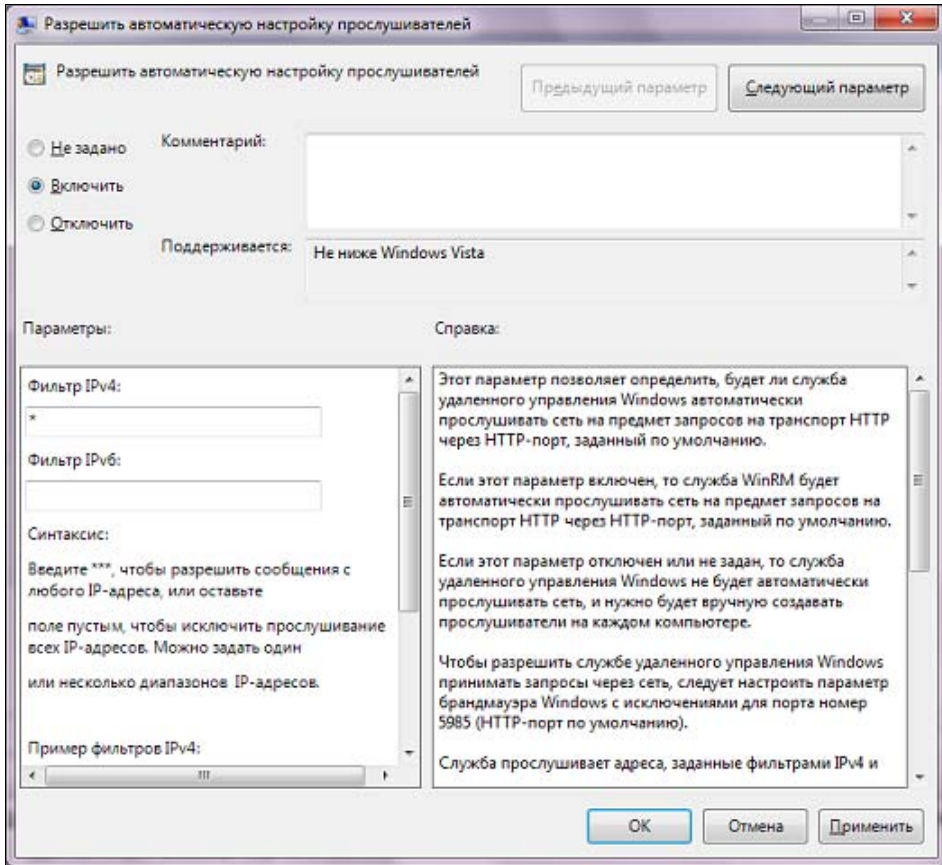 Разрешить автоматическую настройку прослушивателей
Разрешить автоматическую настройку прослушивателей
Предыдущий параметр
Следующий параметр
Не задано
Включить
Отключить
Комментарий:
Поддерживается:
Не ниже Windows Vista
Параметры:
Справка:
Фильтр IPv4:
*
Фильтр IPv6:
Синтаксис:
Введите "*", чтобы разрешить сообщения с
любого IP-адреса, или оставьте
поле пустым, чтобы исключить прослушивание
всех IP-адресов. Можно задать один
или несколько диапазонов IP-адресов.
Пример фильтров IPv4:
Этот параметр позволяет определить, будет ли служба
удаленного управления Windows автоматически
прослушивать сеть на предмет запросов на транспорт HTTP
через HTTP-порт, заданный по умолчанию.
Если этот параметр включен, то служба WinRM будет
автоматически прослушивать сеть на предмет запросов на
транспорт HTTP через HTTP-порт, заданный по умолчанию.
Если этот параметр отключен или не задан, то служба
удаленного управления Windows не будет автоматически
прослушивать сеть, и нужно будет вручную создавать
прослушиватели на каждом компьютере.
Чтобы разрешить службе удаленного управления Windows
принимать запросы через сеть, следует настроить параметр
брандмауэра Windows с исключениями для порта номер
5985 (HTTP-порт по умолчанию).
Служба прослушивает адреса, заданные фильтрами IPv4 и
ОК
Отмена
Применить